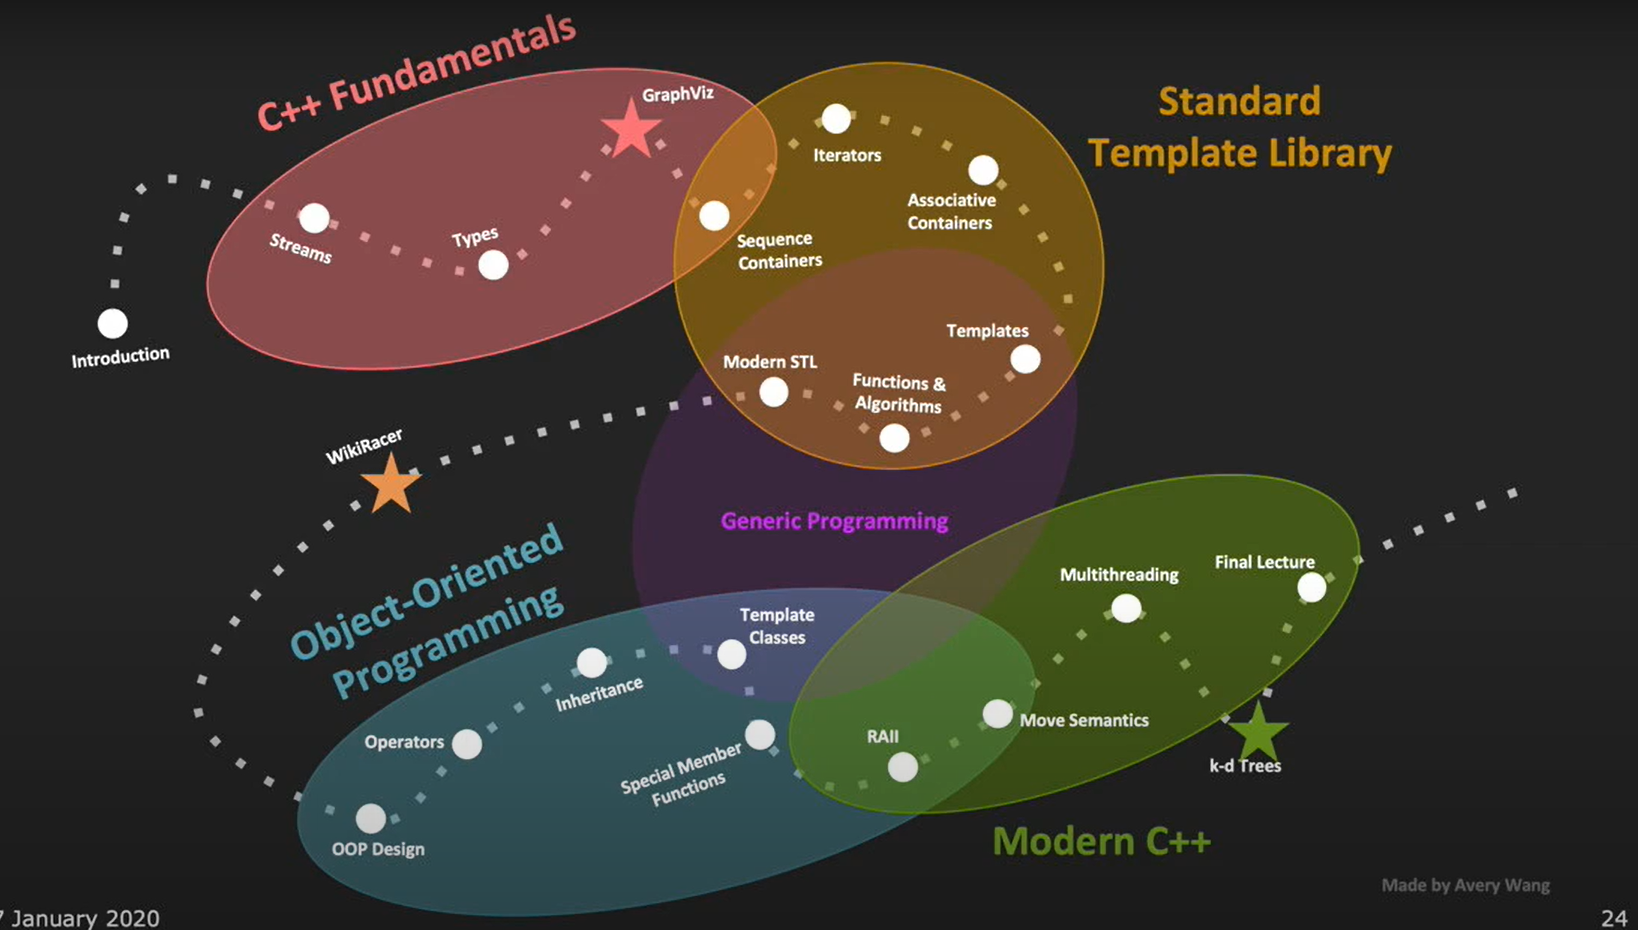 C++ Fundamentals
GraphViz
Standard
Template Library
Iterators
Associative
Containers
Streams
Types
Sequence
Containers
Introduction
Templates
Modern STL
Functions &
Algorithms
WikiRacer
Generic Programming
Object-Oriented
Programming
Multithreading
Final Lecture
Template
Classes
Inheritance
Operators
Special Member
Functions
RAII
Move Semantics
k-d Trees
OOP Design
Modern C++
Made by Avery Wang
7 January 2020
24